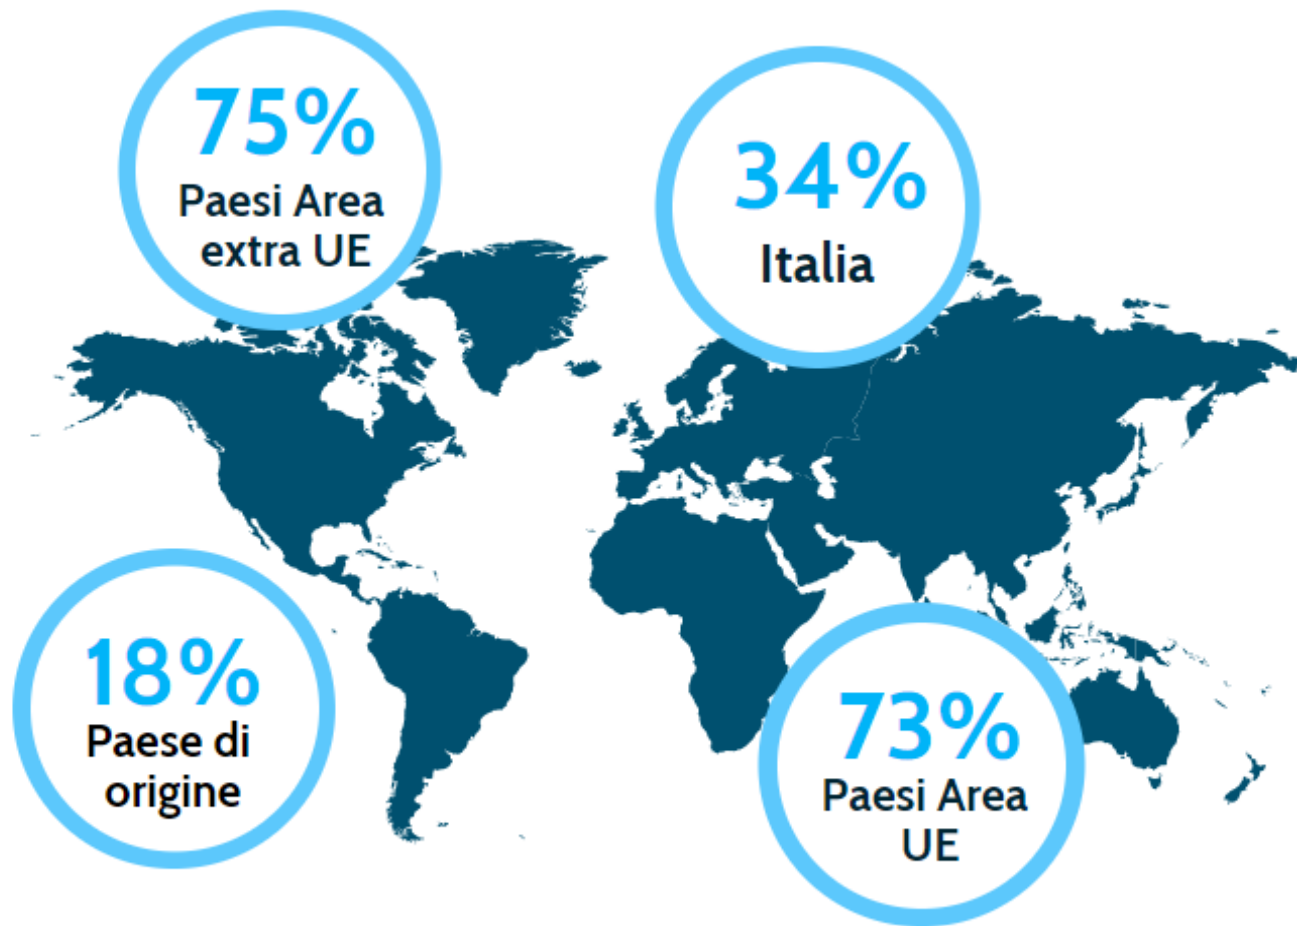 75%
Paesi Area
extra UE
34%
Italia
18%
Paese di
origine
73%
Paesi Area
UE